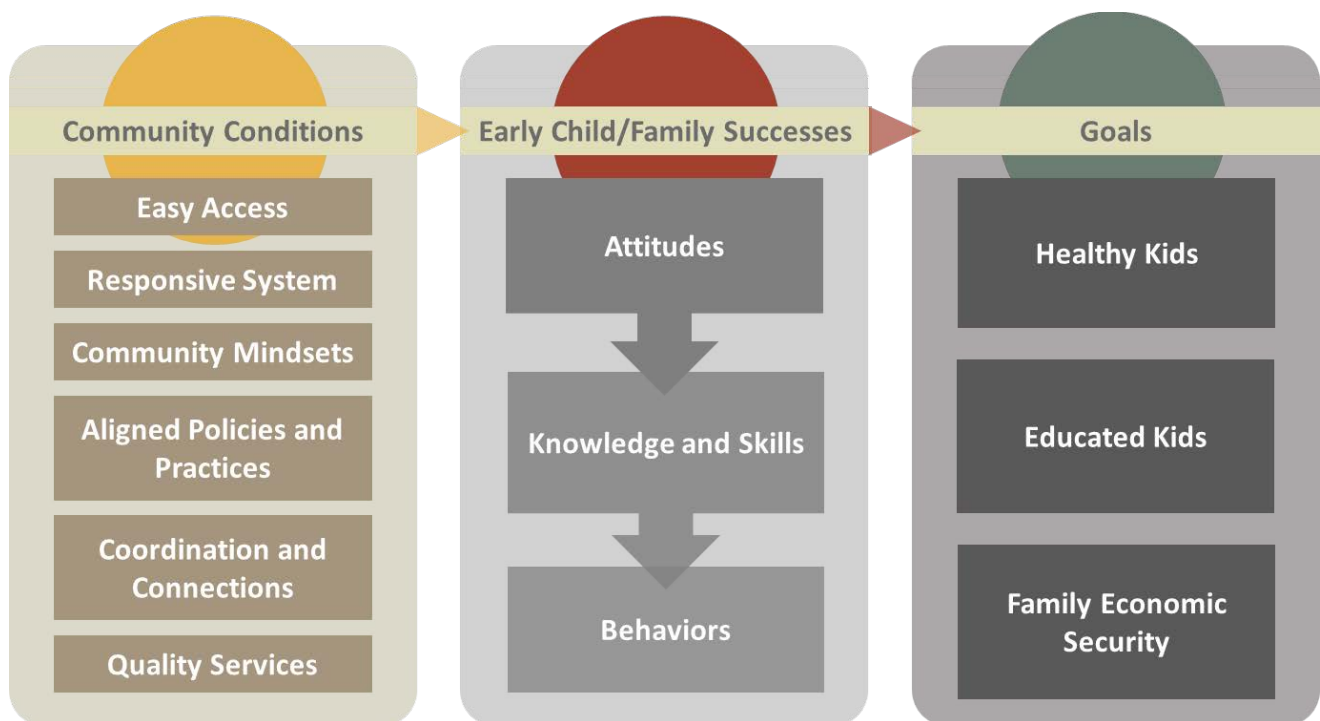 Community Conditions
Easy Access
Responsive System
Community Mindsets
Aligned Policies and
Practices
Coordination and
Connections
Quality Services
Early Child/Family Successes
Attitudes
Knowledge and Skills
Behaviors
Goals
Healthy Kids
Educated Kids
Family Economic
Security